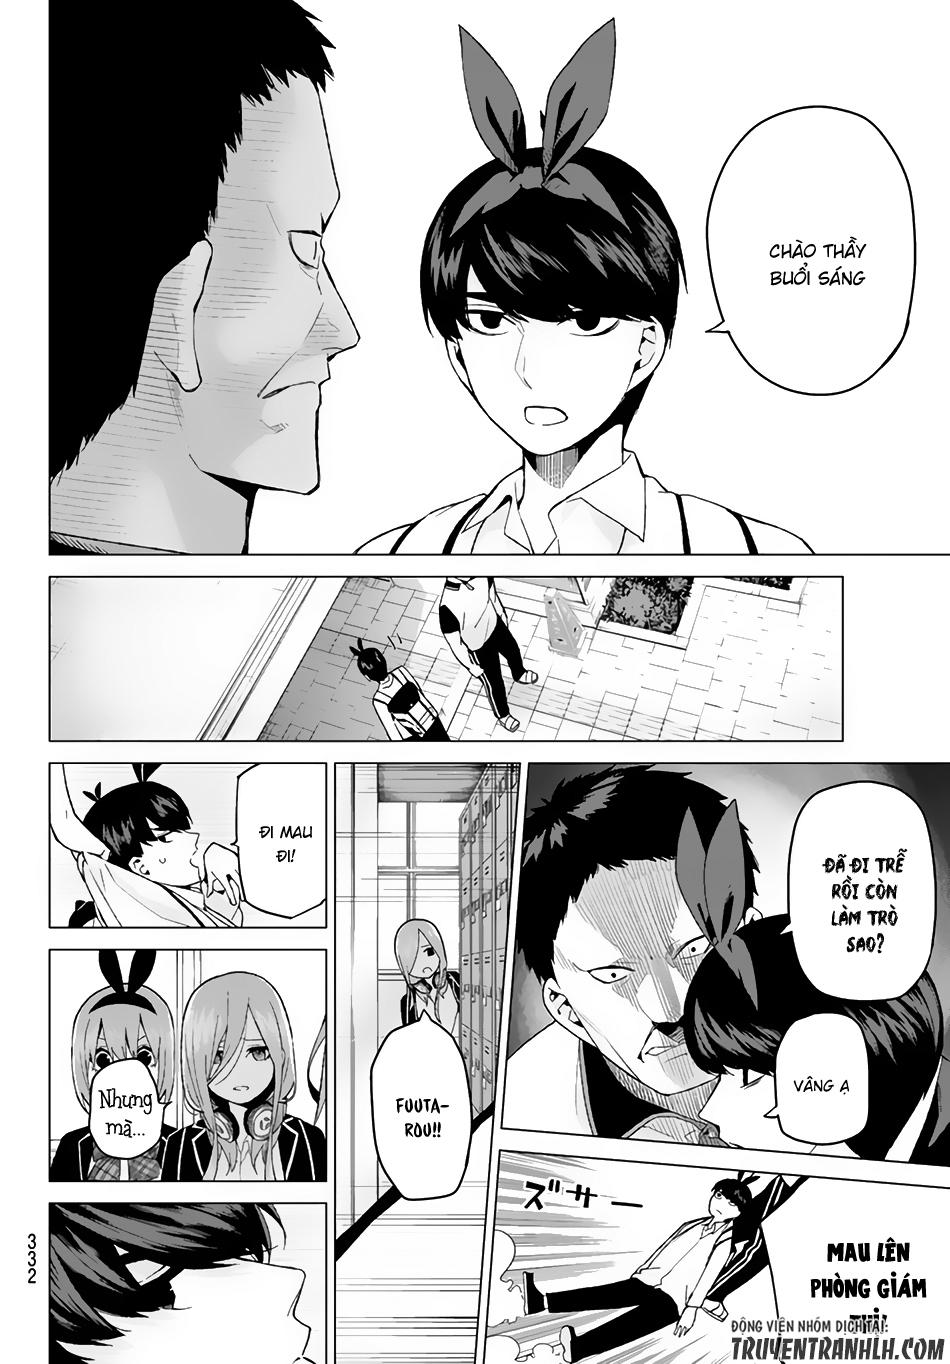 CHÀO THẦY
BUỔI SÁNG
ĐÃ ĐI TRỄ
RỒI CÒN
LÀM TRÒ
SAO?
VÂNG Ạ
ズサー
MAU LÊN
PHÒNG GIÁM
THỊ!
FUUTA-
ROU!!
ĐI MAU
ĐI!
Nhưng
mà...
332
ĐỘNG VIÊN NHÓM DỊCH TẠI:
TRUYENTRANHLH.COM